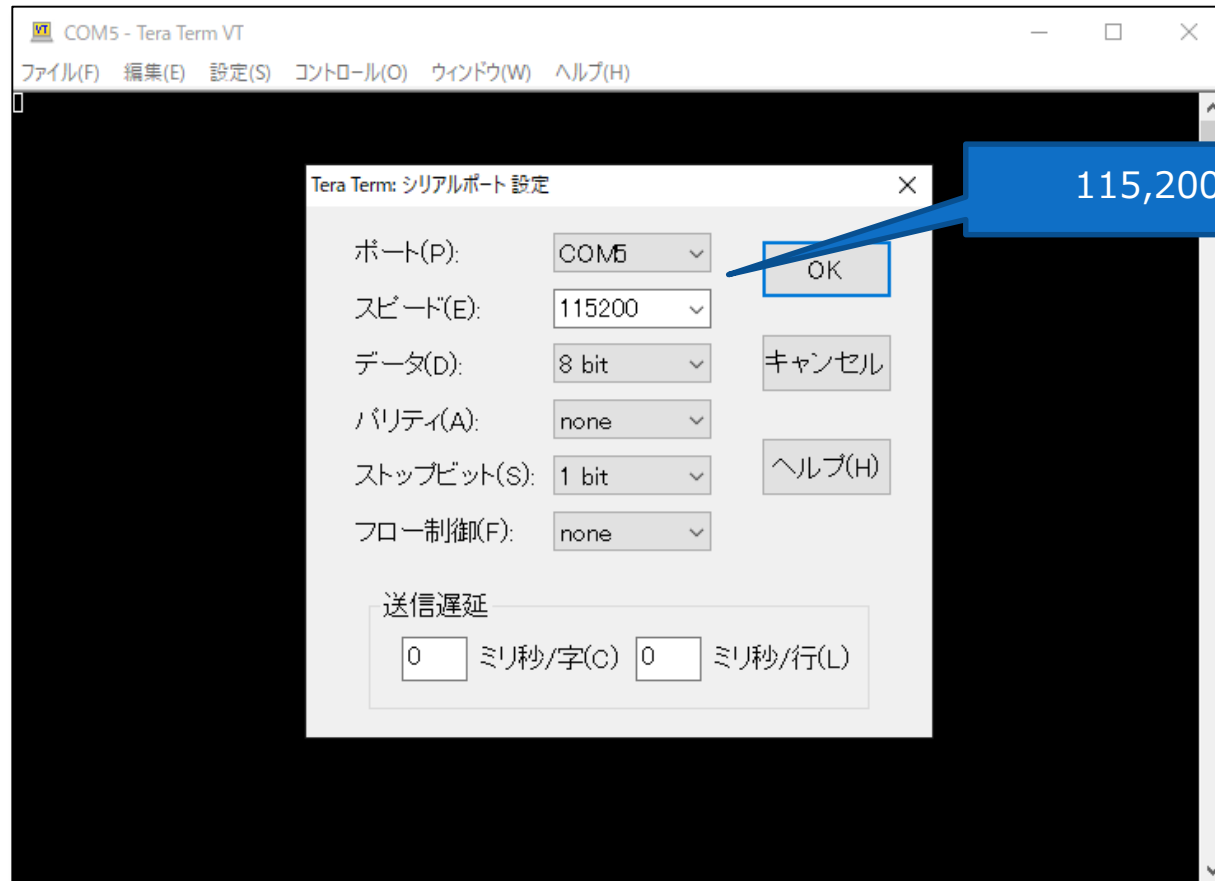 COM5 - Tera Term VT
ファイル(F) 編集(E) 設定(S) コントロール(O) ウィンドウ(W) ヘルプ(H)
115,200
Tera Term: シリアルポート 設定
ポート(P): COM5
OK
スピード(E): 115200
データ(D): 8 bit
キャンセル
パリティ(A): none
ストップビット(S): 1 bit
ヘルプ(H)
フロー制御(F): none
送信遅延
0 ミリ秒/字(C) 0 ミリ秒/行(L)